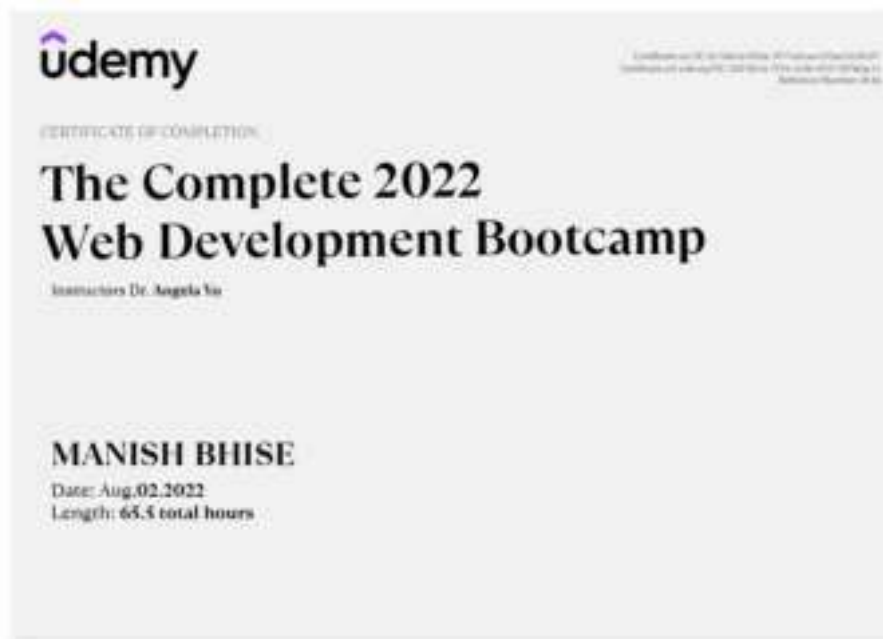 udemy
CERTIFICATE OF COMPLETION
The Complete 2022
Web Development Bootcamp
Instructors Dr. Angela Yu
MANISH BHISE
Date: Aug.02.2022
Length: 65.5 total hours